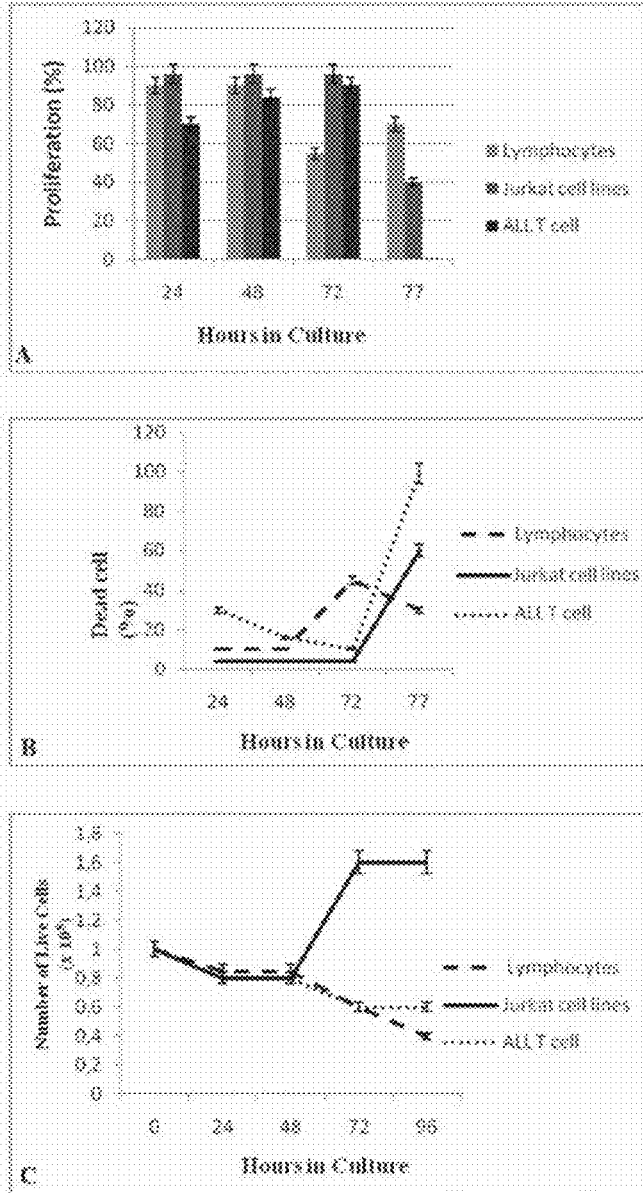 120
100
80
60
40
20
0
Proliferation (%)
24 48 72 77
Hours in Culture
Lymphocytes
Jurkat cell lines
ALL T cell
A
120
100
80
60
40
20
0
Dead cell
(%)
24 48 72 77
Hours in Culture
Lymphocytes
Jurkat cell lines
ALL T cell
B
1,8
1,6
1,4
1,2
1
0,8
0,6
0,4
0,2
0
Number of Live Cells
0 24 48 72 96
Hours in Culture
Lymphocytes
Jurkat cell lines
ALL T cell
C